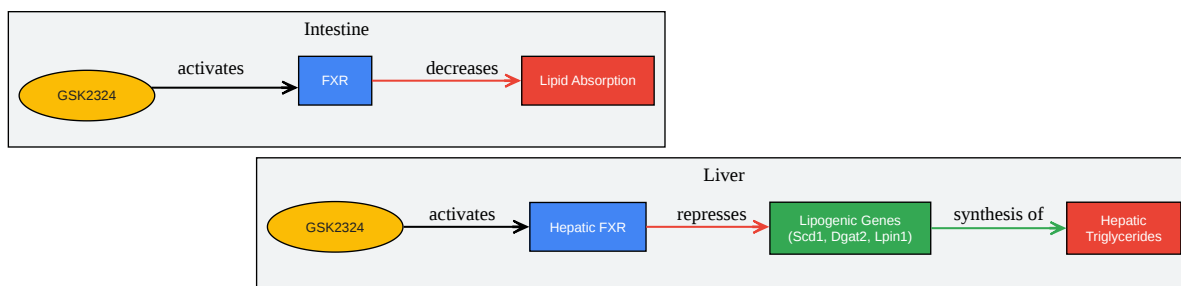 Intestine
activates
decreases
GSK2324
FXR
Lipid Absorption
Liver
activates
represses
synthesis of
GSK2324
Hepatic FXR
Lipogenic Genes
(Scd1, Dgat2, Lpin1)
Hepatic
Triglycerides